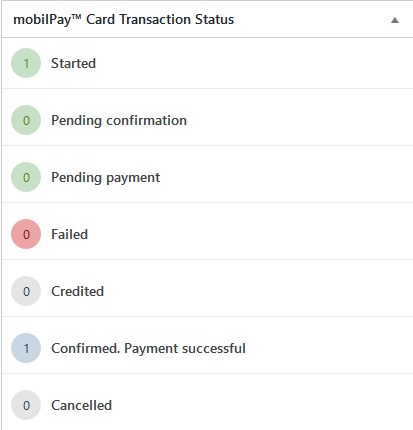 mobilPay™ Card Transaction Status
1 Started
0 Pending confirmation
0 Pending payment
0 Failed
0 Credited
1 Confirmed. Payment successful
0 Cancelled